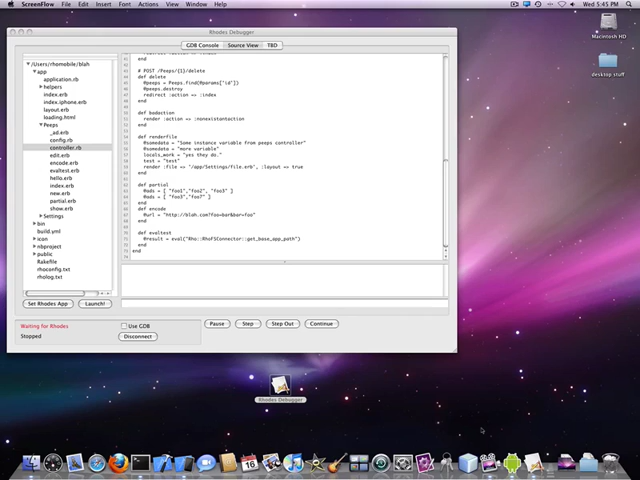 ScreenFlow File Edit Insert Font Actions View Window Help
Wed 5:45 PM
Rhodes Debugger
GDB Console Source View TBD
Macintosh HD
desktop stuff
/Users/rhomobile/blah
app
application.rb
helpers
index.erb
index.iphone.erb
layout.erb
loading.html
Peeps
_ad.erb
config.rb
controller.rb
edit.erb
encode.erb
evaltest.erb
hello.erb
index.erb
new.erb
partial.erb
show.erb
Settings
bin
build.yml
icon
nbproject
public
Rakefile
rhoconfig.txt
rholog.txt
end
# POST /Peeps/{1}/delete
def delete
@peeps = Peeps.find(@params['id'])
@peeps.destroy
redirect :action => :index
end
def badaction
render :action => :nonexistantaction
end
def renderfile
@somedata = "Some instance variable from peeps controller"
@somedata = "more variable"
locals_work = "yes they do."
test = "test"
render :file => "/app/Settings/file.erb", :layout => true
end
def partial
@ads = [ "foo1","foo2", "foo3" ]
@ads = [ "foo3","foo?" ]
end
def encode
@url = "http://blah.com?foo=bar&bar=foo"
end
def evaltest
@result = eval("Rho::RhoFSConnector::get_base_app_path")
end
end
Set Rhodes App Launch!
Waiting for Rhodes
Stopped
Use GDB
Disconnect
Pause Step Step Out Continue
Rhodes Debugger